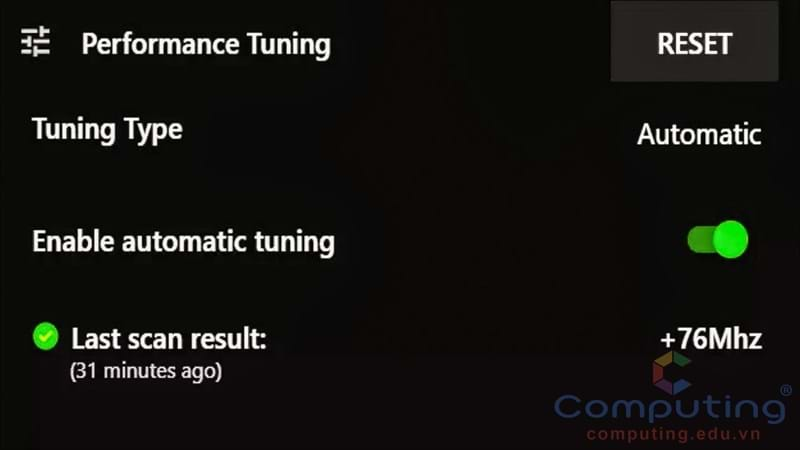 Performance Tuning RESET
Tuning Type Automatic
Enable automatic tuning
Last scan result: +76Mhz
(31 minutes ago)
Computing®
computing.edu.vn